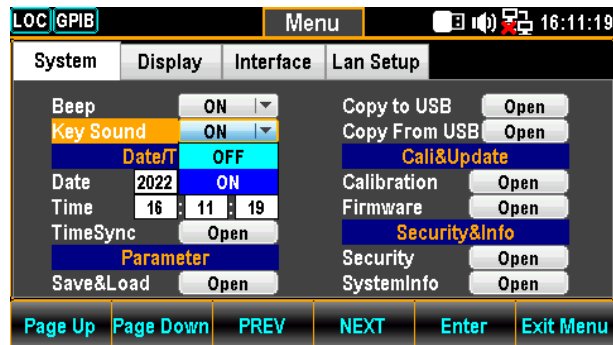 LOC GPIB Menu 16:11:19
System Display Interface Lan Setup
Beep ON Copy to USB Open
Key Sound ON Copy From USB Open
Date/T OFF Cali&Update
Date 2022 ON Calibration Open
Time 16 : 11 : 19 Firmware Open
TimeSync Open Security&Info
Parameter Security Open
Save&Load Open SystemInfo Open
Page Up Page Down PREV NEXT Enter Exit Menu